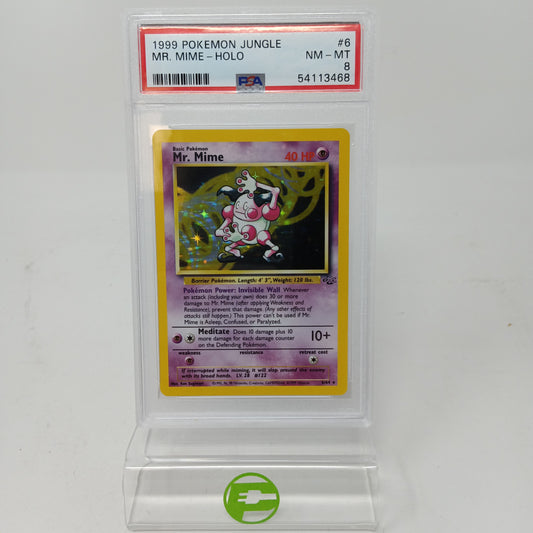 1999 POKEMON JUNGLE #6
MR. MIME – HOLO NM – MT
8
PSA 54113468
Basic Pokémon
Mr. Mime 40 HP
Barrier Pokémon. Length: 4' 3", Weight: 120 lbs.
Pokémon Power: Invisible Wall Whenever
an attack (including your own) does 30 or more
damage to Mr. Mime (after applying Weakness and
Resistance), prevent that damage. (Any other effects of
attacks still happen.) This power can't be used if Mr.
Mime is Asleep, Confused, or Paralyzed.
Meditate Does 10 damage plus 10
more damage for each damage counter
on the Defending Pokémon. 10+
weakness resistance retreat cost
If interrupted while miming, it will slap around the enemy
with its broad hands. LV. 28 #122
6/64